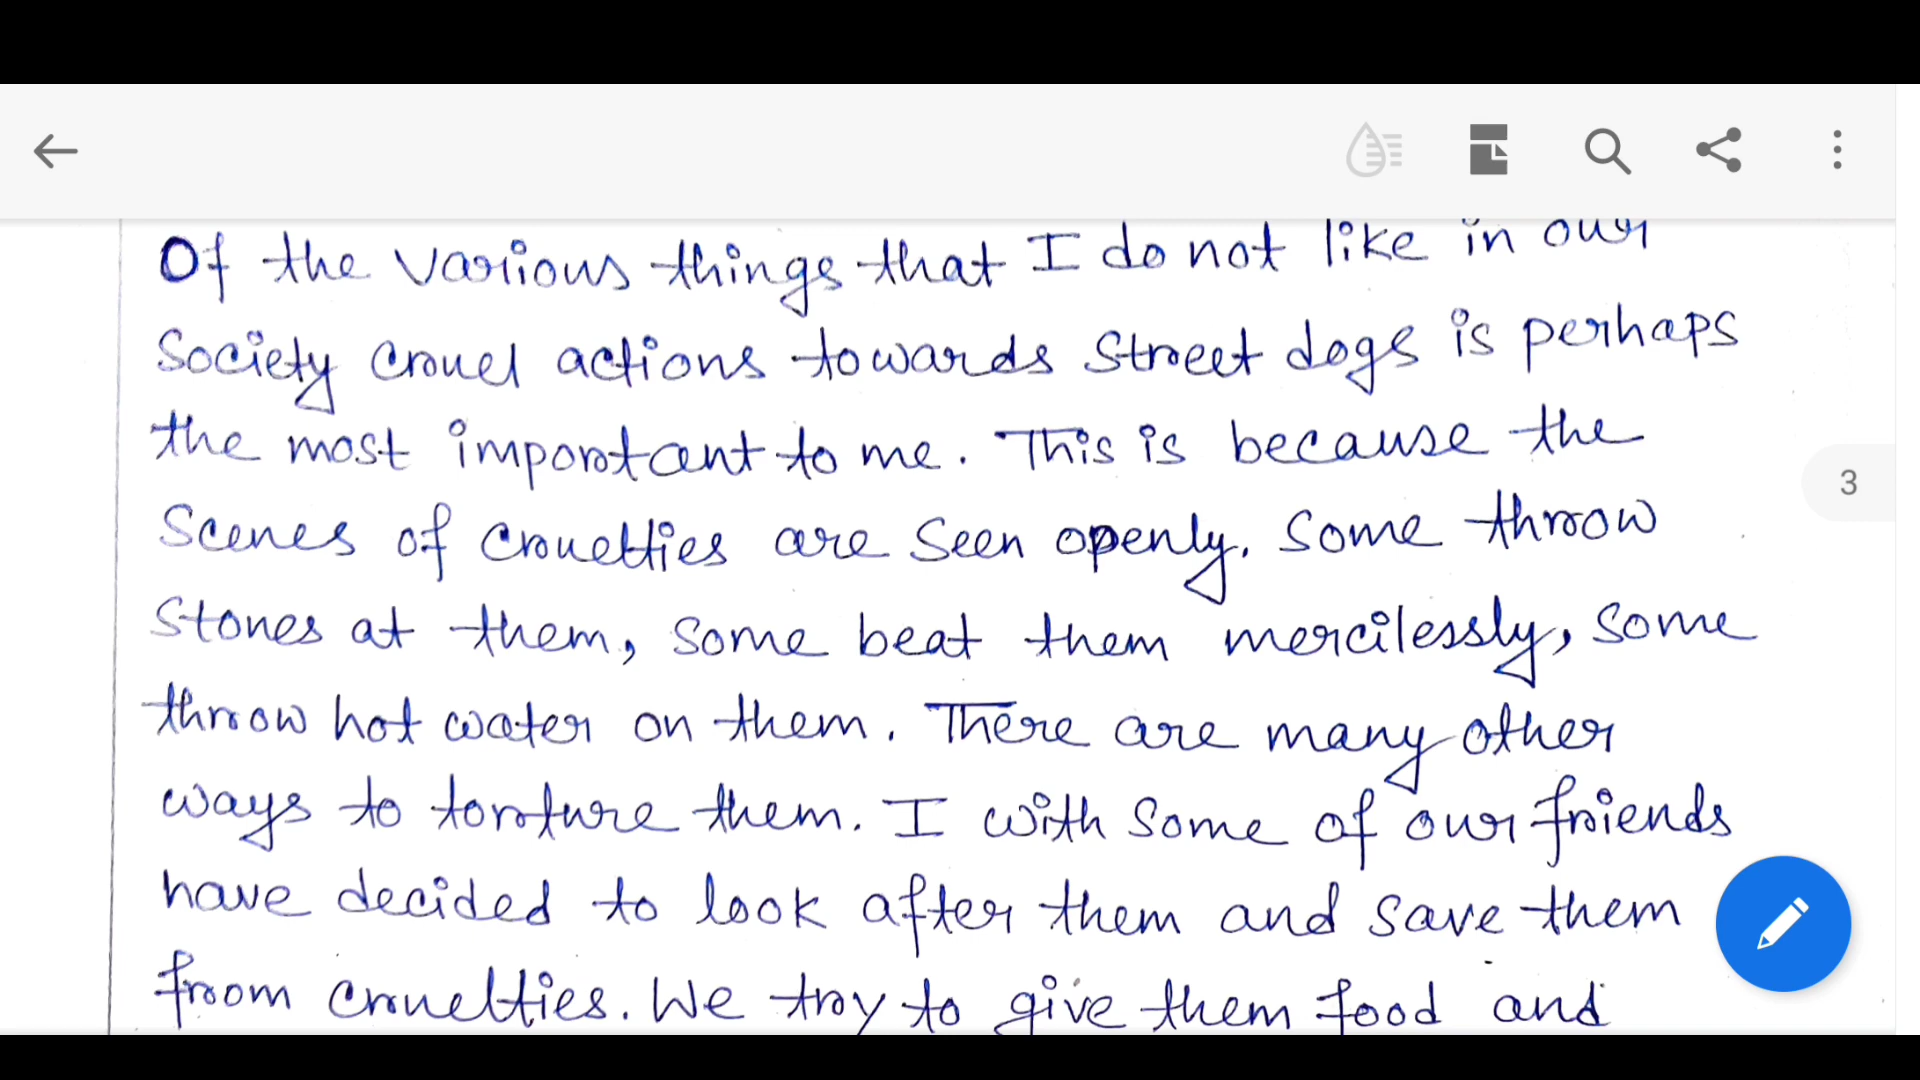 Of the various things that I do not like in our
Society cruel actions towards street dogs is perhaps
the most important to me. This is because the
Scenes of cruelties are seen openly. Some throw
stones at them, some beat them mercilessly, some
throw hot water on them. There are many other
ways to torture them. I with some of our friends
have decided to look after them and save them
3
from cruelties. We try to give them food and